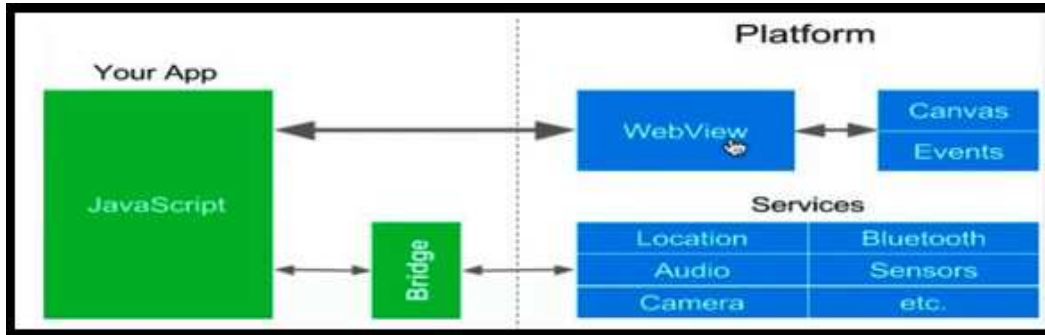 Platform
Your App
JavaScript
WebView
Canvas
Events
Services
Location Bluetooth
Audio Sensors
Camera etc.
Bridge